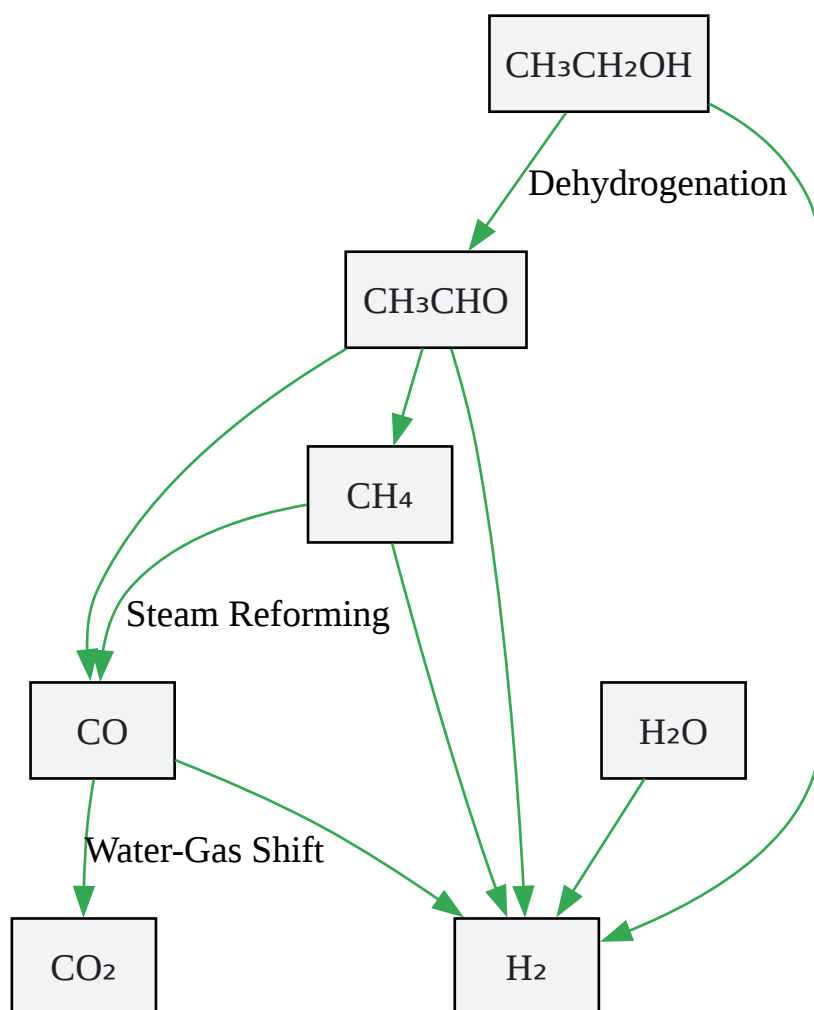 CH₃CH₂OH
Dehydrogenation
CH₃CHO
CH₄
Steam Reforming
CO
H₂O
Water-Gas Shift
CO₂
H₂